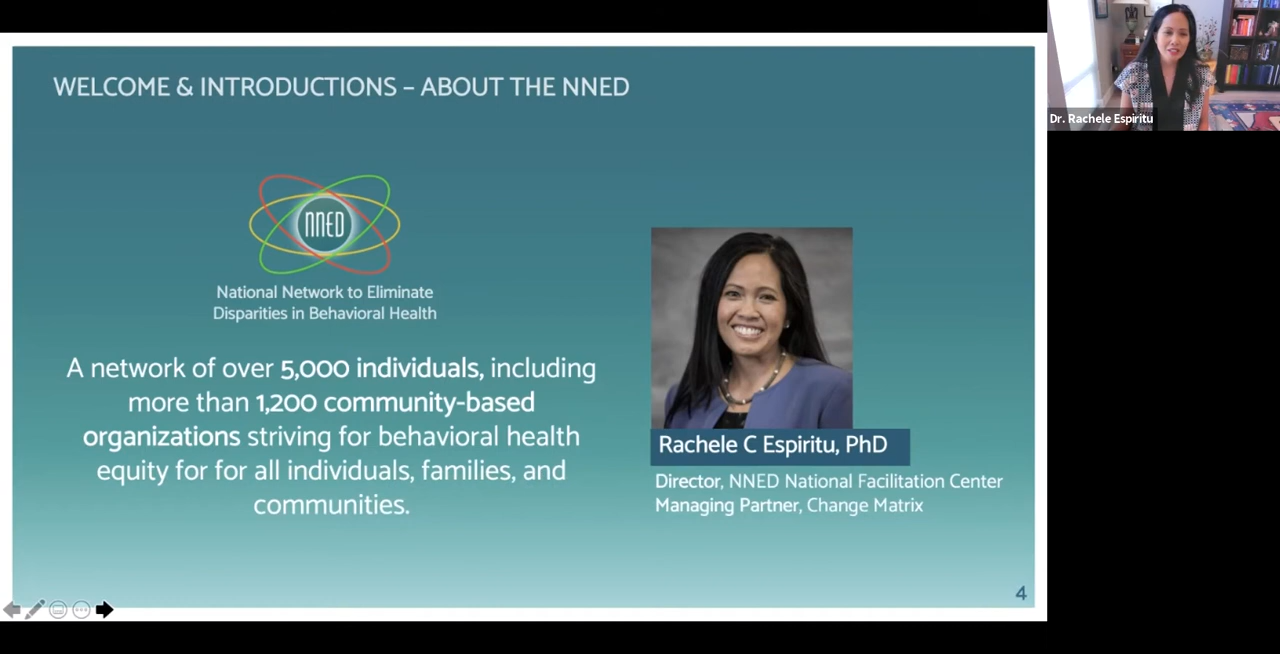 WELCOME & INTRODUCTIONS – ABOUT THE NNED
NNED
National Network to Eliminate
Disparities in Behavioral Health
A network of over 5,000 individuals, including
more than 1,200 community-based
organizations striving for behavioral health
equity for for all individuals, families, and
communities.
Rachele C Espiritu, PhD
Director, NNED National Facilitation Center
Managing Partner, Change Matrix
4
Dr. Rachele Espiritu